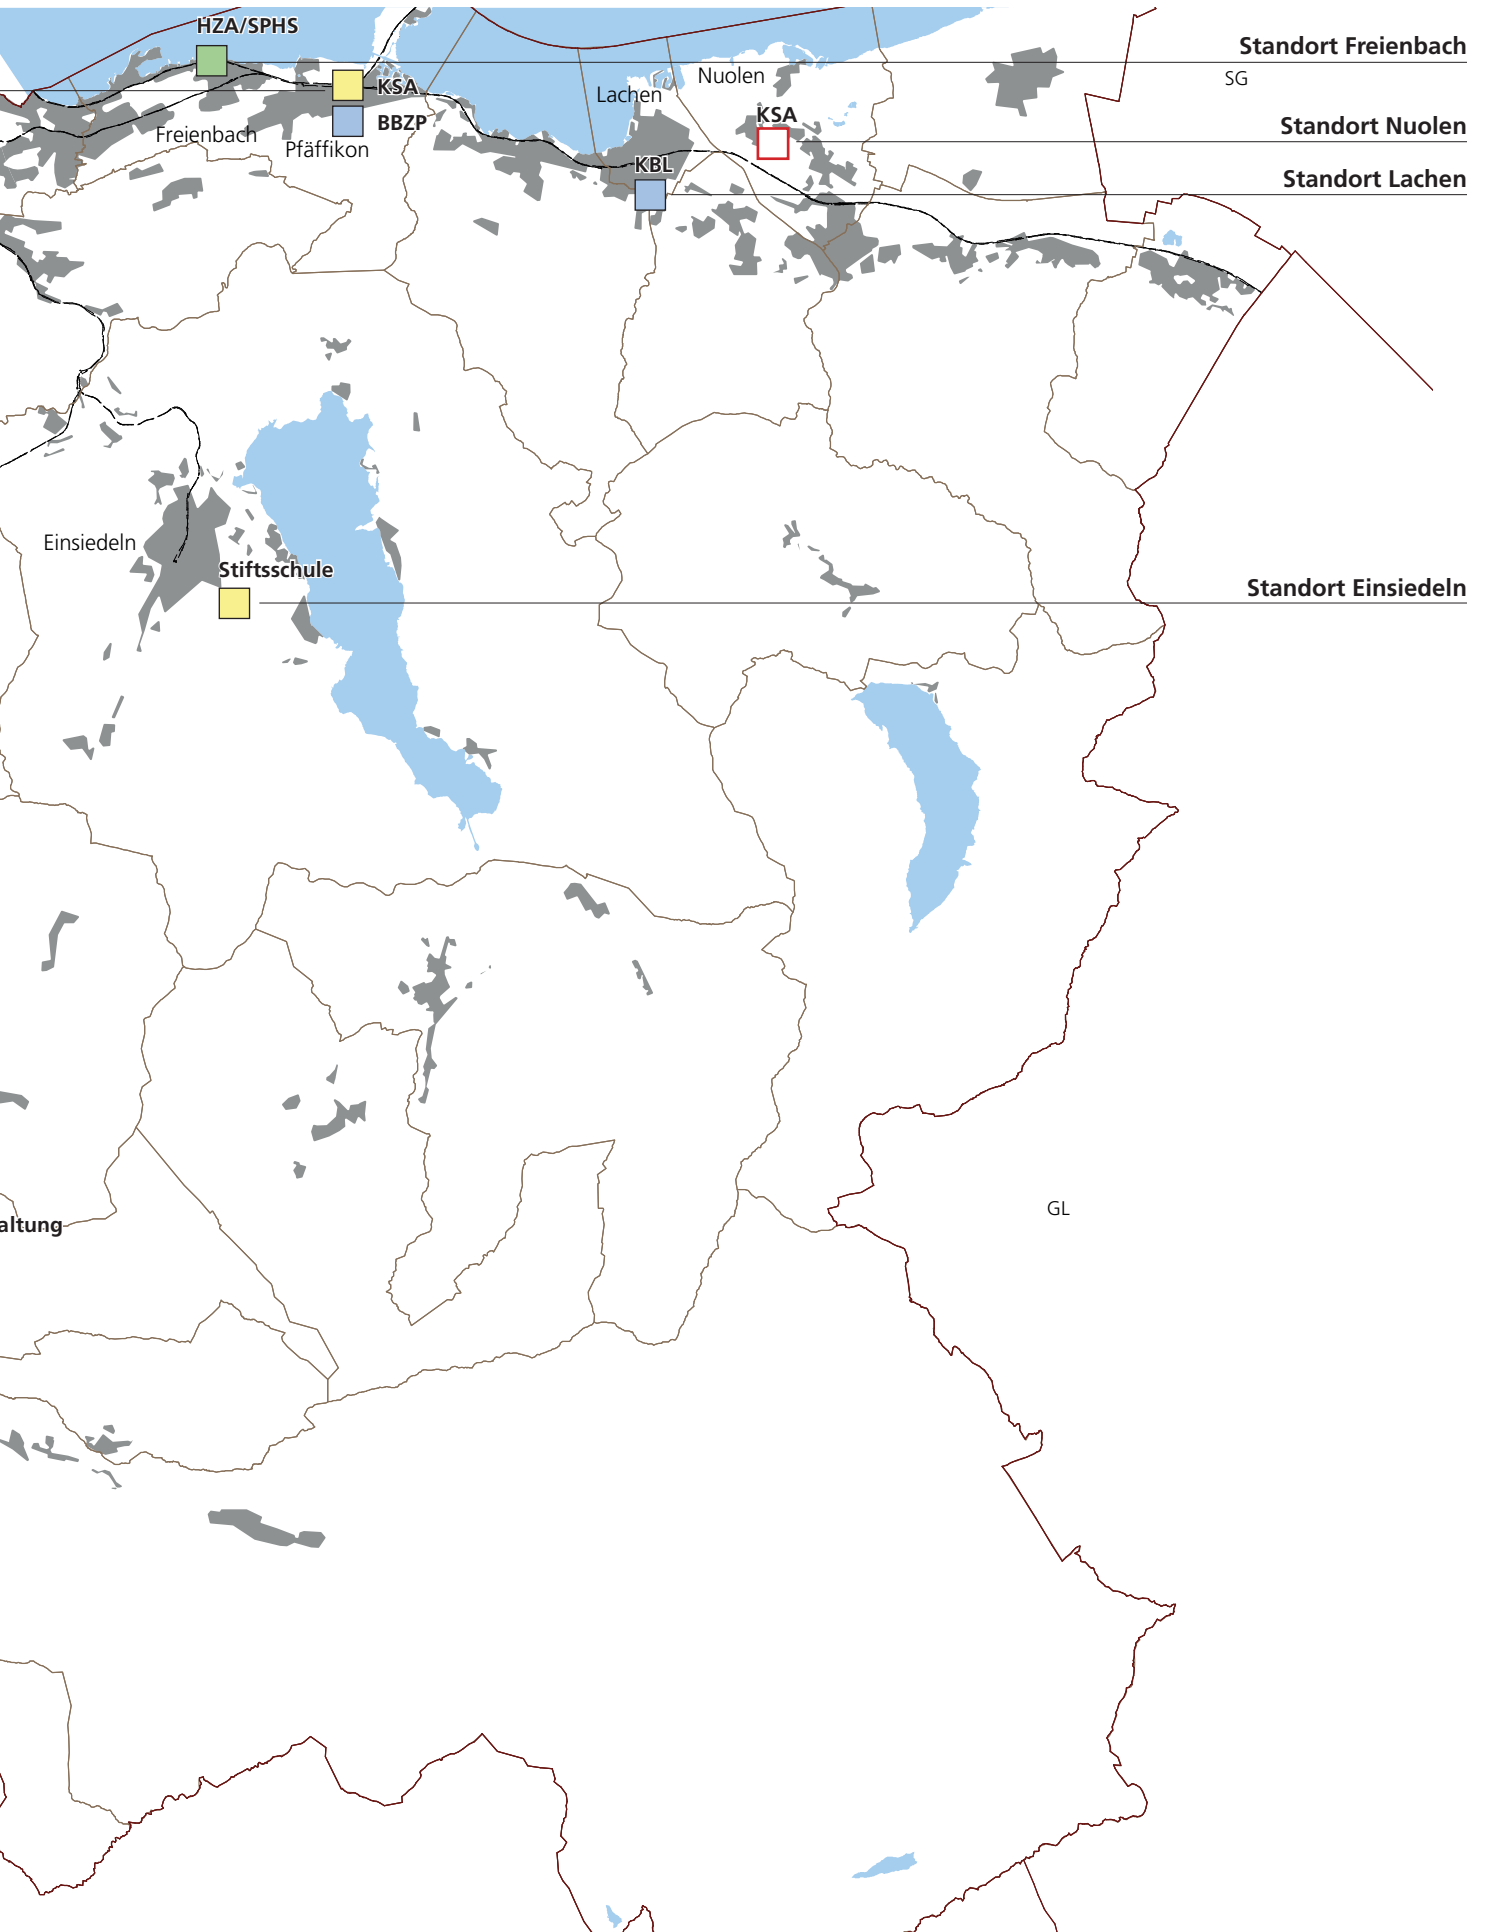 HZA/SPHS
Standort Freienbach
SG
Nuolen
KSA
Lachen
KSA
BBZP
Standort Nuolen
Freienbach
Pfäffikon
KBL
Standort Lachen
Einsiedeln
Stiftsschule
Standort Einsiedeln
GL
altung